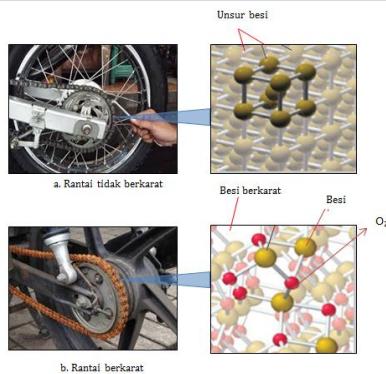 Unsur besi
a. Rantai tidak berkarat
Besi berkarat
Besi
O₂
b. Rantai berkarat